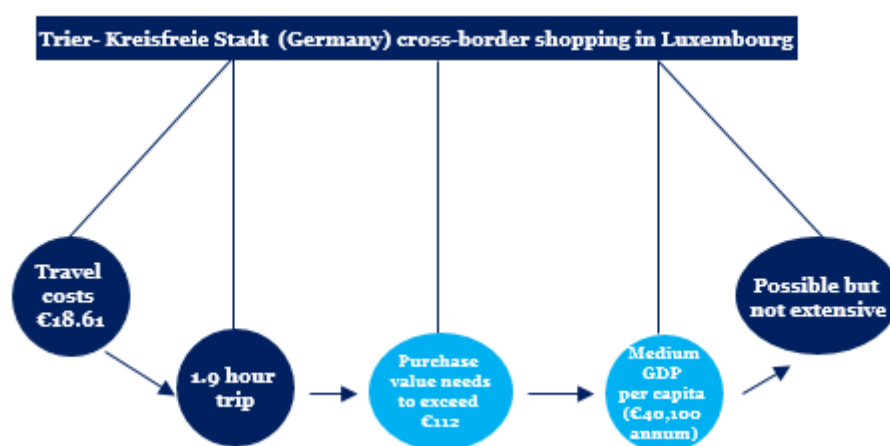 Trier- Kreisfreie Stadt (Germany) cross-border shopping in Luxembourg
Travel
costs
€18.61
1.9 hour
trip
Purchase
value needs
to exceed
€112
Medium
GDP
per capita
(€40,100
annum)
Possible but
not extensive